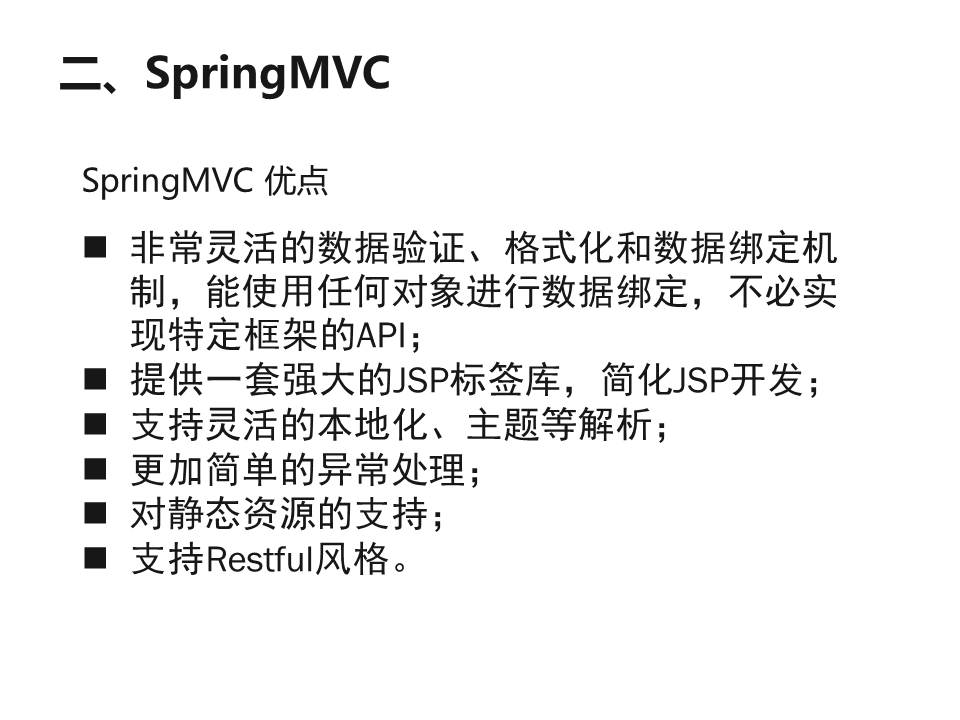 二、SpringMVC
SpringMVC 优点
■ 非常灵活的数据验证、格式化和数据绑定机
制，能使用任何对象进行数据绑定，不必实
现特定框架的API；
■ 提供一套强大的JSP标签库，简化JSP开发；
■ 支持灵活的本地化、主题等解析；
■ 更加简单的异常处理；
■ 对静态资源的支持；
■ 支持Restful风格。